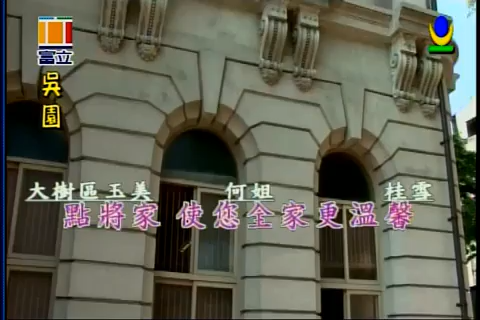 富立
吳園
大樹區玉美 何姐 桂雪
點將家 使您全家更溫馨